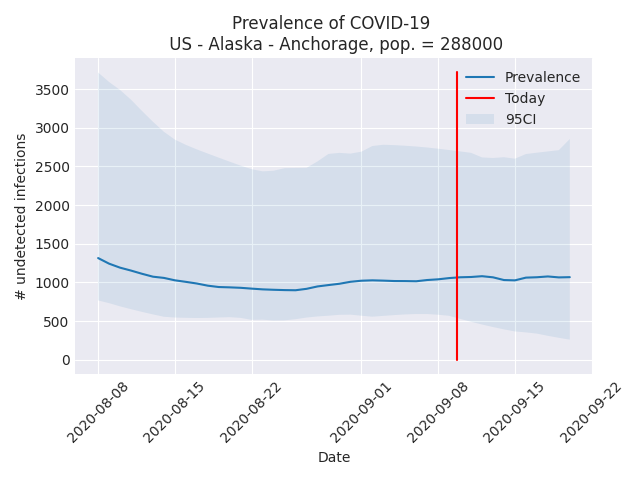 Prevalence of COVID-19
US - Alaska - Anchorage, pop. = 288000
Prevalence
Today
95CI
3500
3000
2500
2000
1500
1000
500
0
# undetected infections
2020-08-08
2020-08-15
2020-08-22
2020-09-01
2020-09-08
2020-09-15
2020-09-22
Date